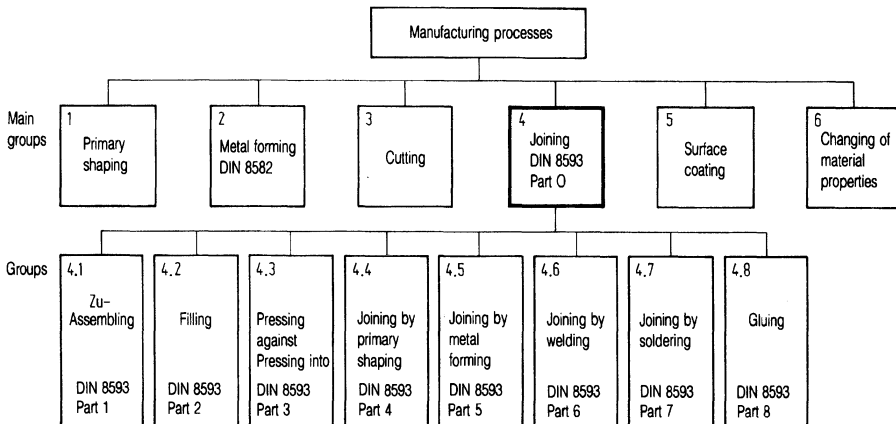 Manufacturing processes
Main
groups
1
Primary
shaping
2
Metal forming
DIN 8582
3
Cutting
4
Joining
DIN 8593
Part O
5
Surface
coating
6
Changing of
material
properties
Groups
4.1
Zu-
Assembling
DIN 8593
Part 1
4.2
Filling
DIN 8593
Part 2
4.3
Pressing
against
Pressing into
DIN 8593
Part 3
4.4
Joining by
primary
shaping
DIN 8593
Part 4
4.5
Joining by
metal
forming
DIN 8593
Part 5
4.6
Joining by
welding
DIN 8593
Part 6
4.7
Joining by
soldering
DIN 8593
Part 7
4.8
Gluing
DIN 8593
Part 8